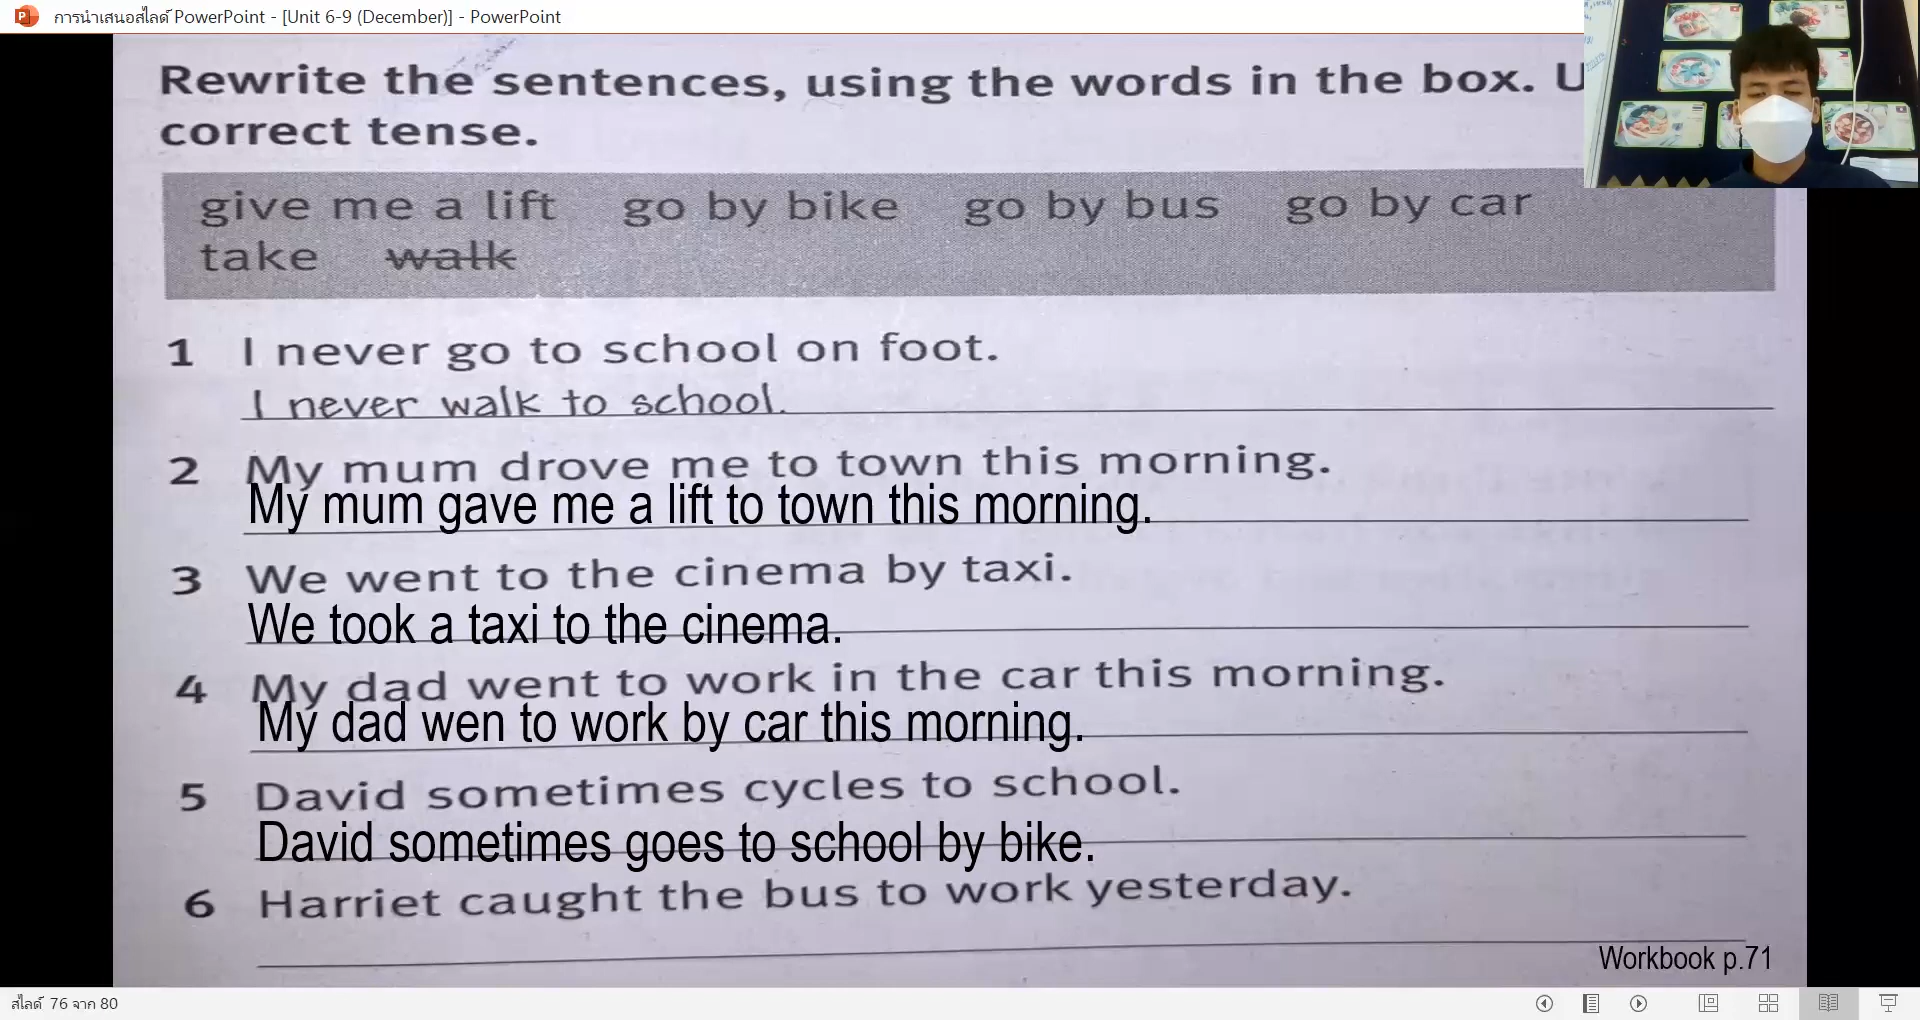 การนำเสนอสไลด์ PowerPoint - [Unit 6-9 (December)] - PowerPoint
Rewrite the sentences, using the words in the box. U
correct tense.
give me a lift go by bike go by bus go by car
take walk
1 I never go to school on foot.
I never walk to school.
2 My mum drove me to town this morning.
My mum gave me a lift to town this morning.
3 We went to the cinema by taxi.
We took a taxi to the cinema.
4 My dad went to work in the car this morning.
My dad wen to work by car this morning.
5 David sometimes cycles to school.
David sometimes goes to school by bike.
6 Harriet caught the bus to work yesterday.
Workbook p.71
สไลด์ 76 จาก 80